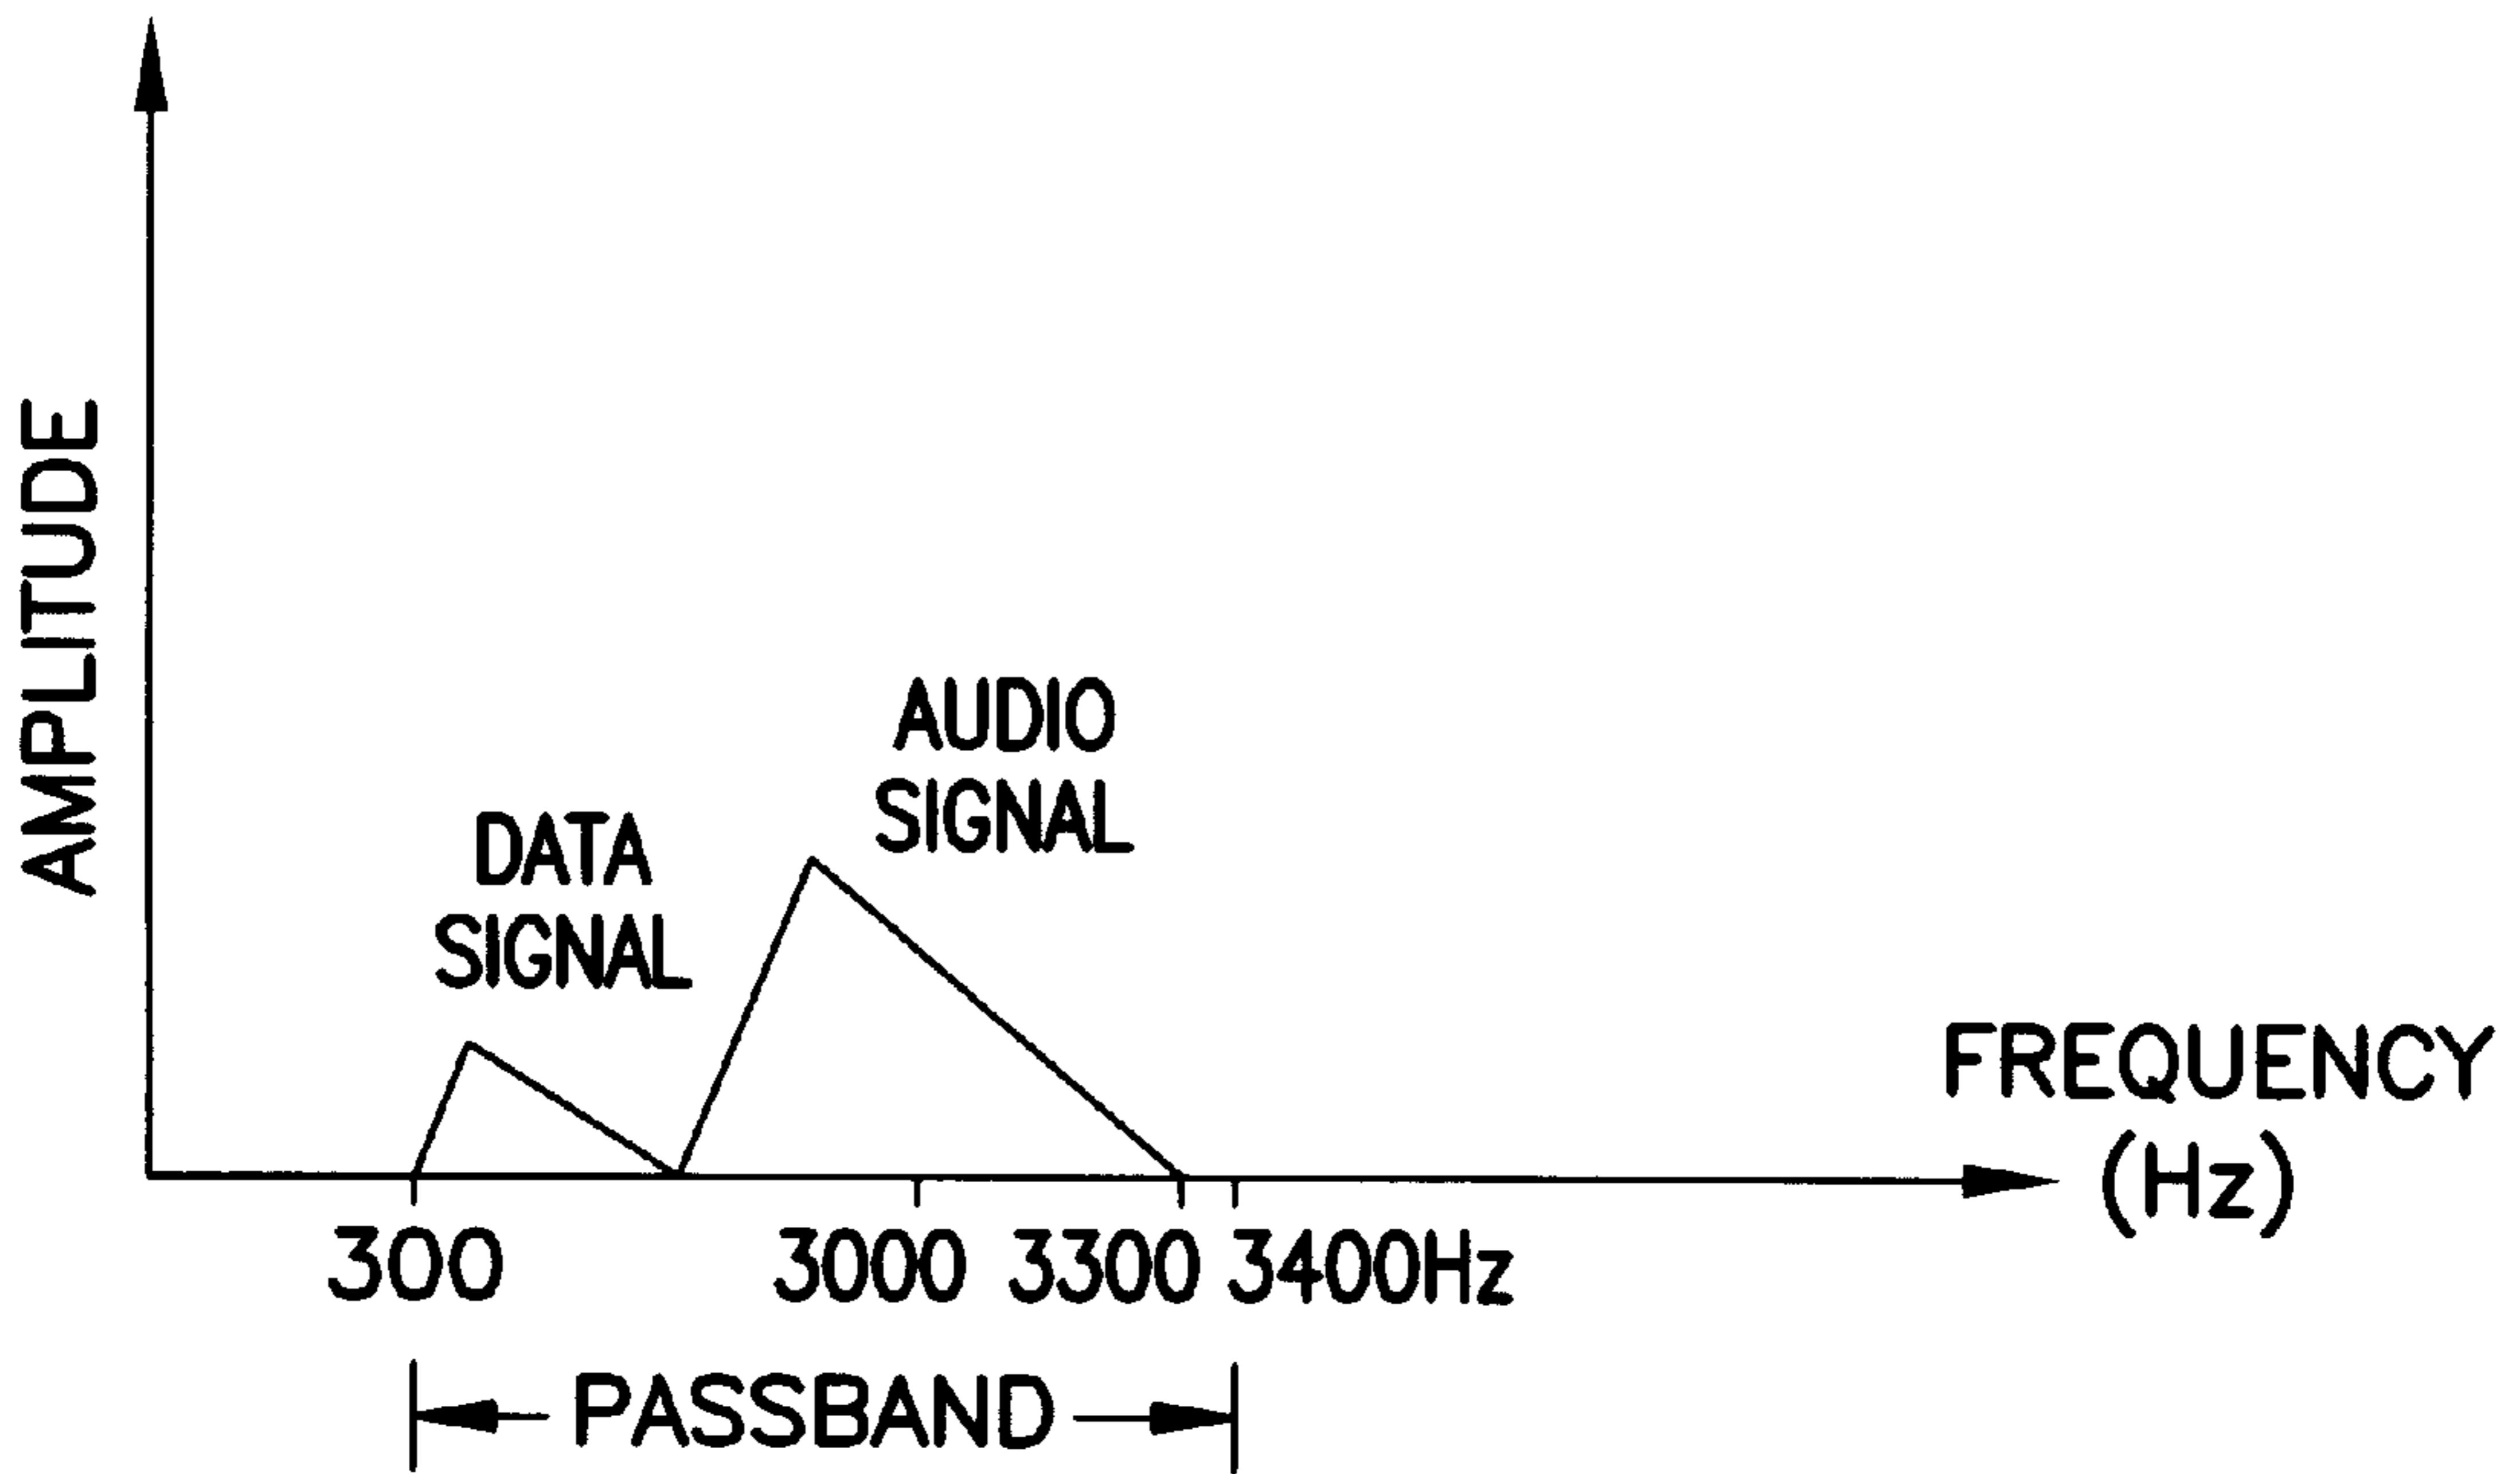 AMPLITUDE
AUDIO
SIGNAL
DATA
SIGNAL
FREQUENCY
(Hz)
300 3000 3300 3400Hz
PASSBAND